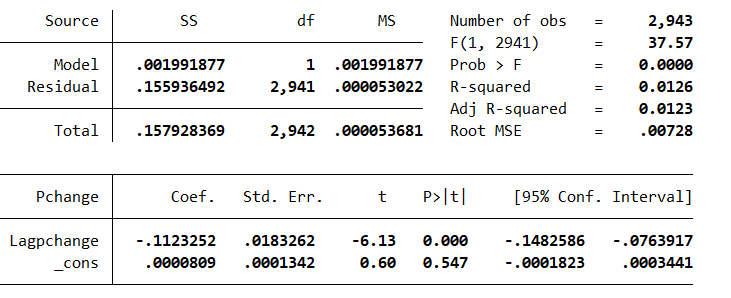 Source SS df MS Number of obs = 2,943
F(1, 2941) = 37.57
Model .001991877 1 .001991877 Prob > F = 0.0000
Residual .155936492 2,941 .000053022 R-squared = 0.0126
Adj R-squared = 0.0123
Total .157928369 2,942 .000053681 Root MSE = .00728
Pchange Coef. Std. Err. t P>|t| [95% Conf. Interval]
Lagpchange -.1123252 .0183262 -6.13 0.000 -.1482586 -.0763917
_cons .0000809 .0001342 0.60 0.547 -.0001823 .0003441